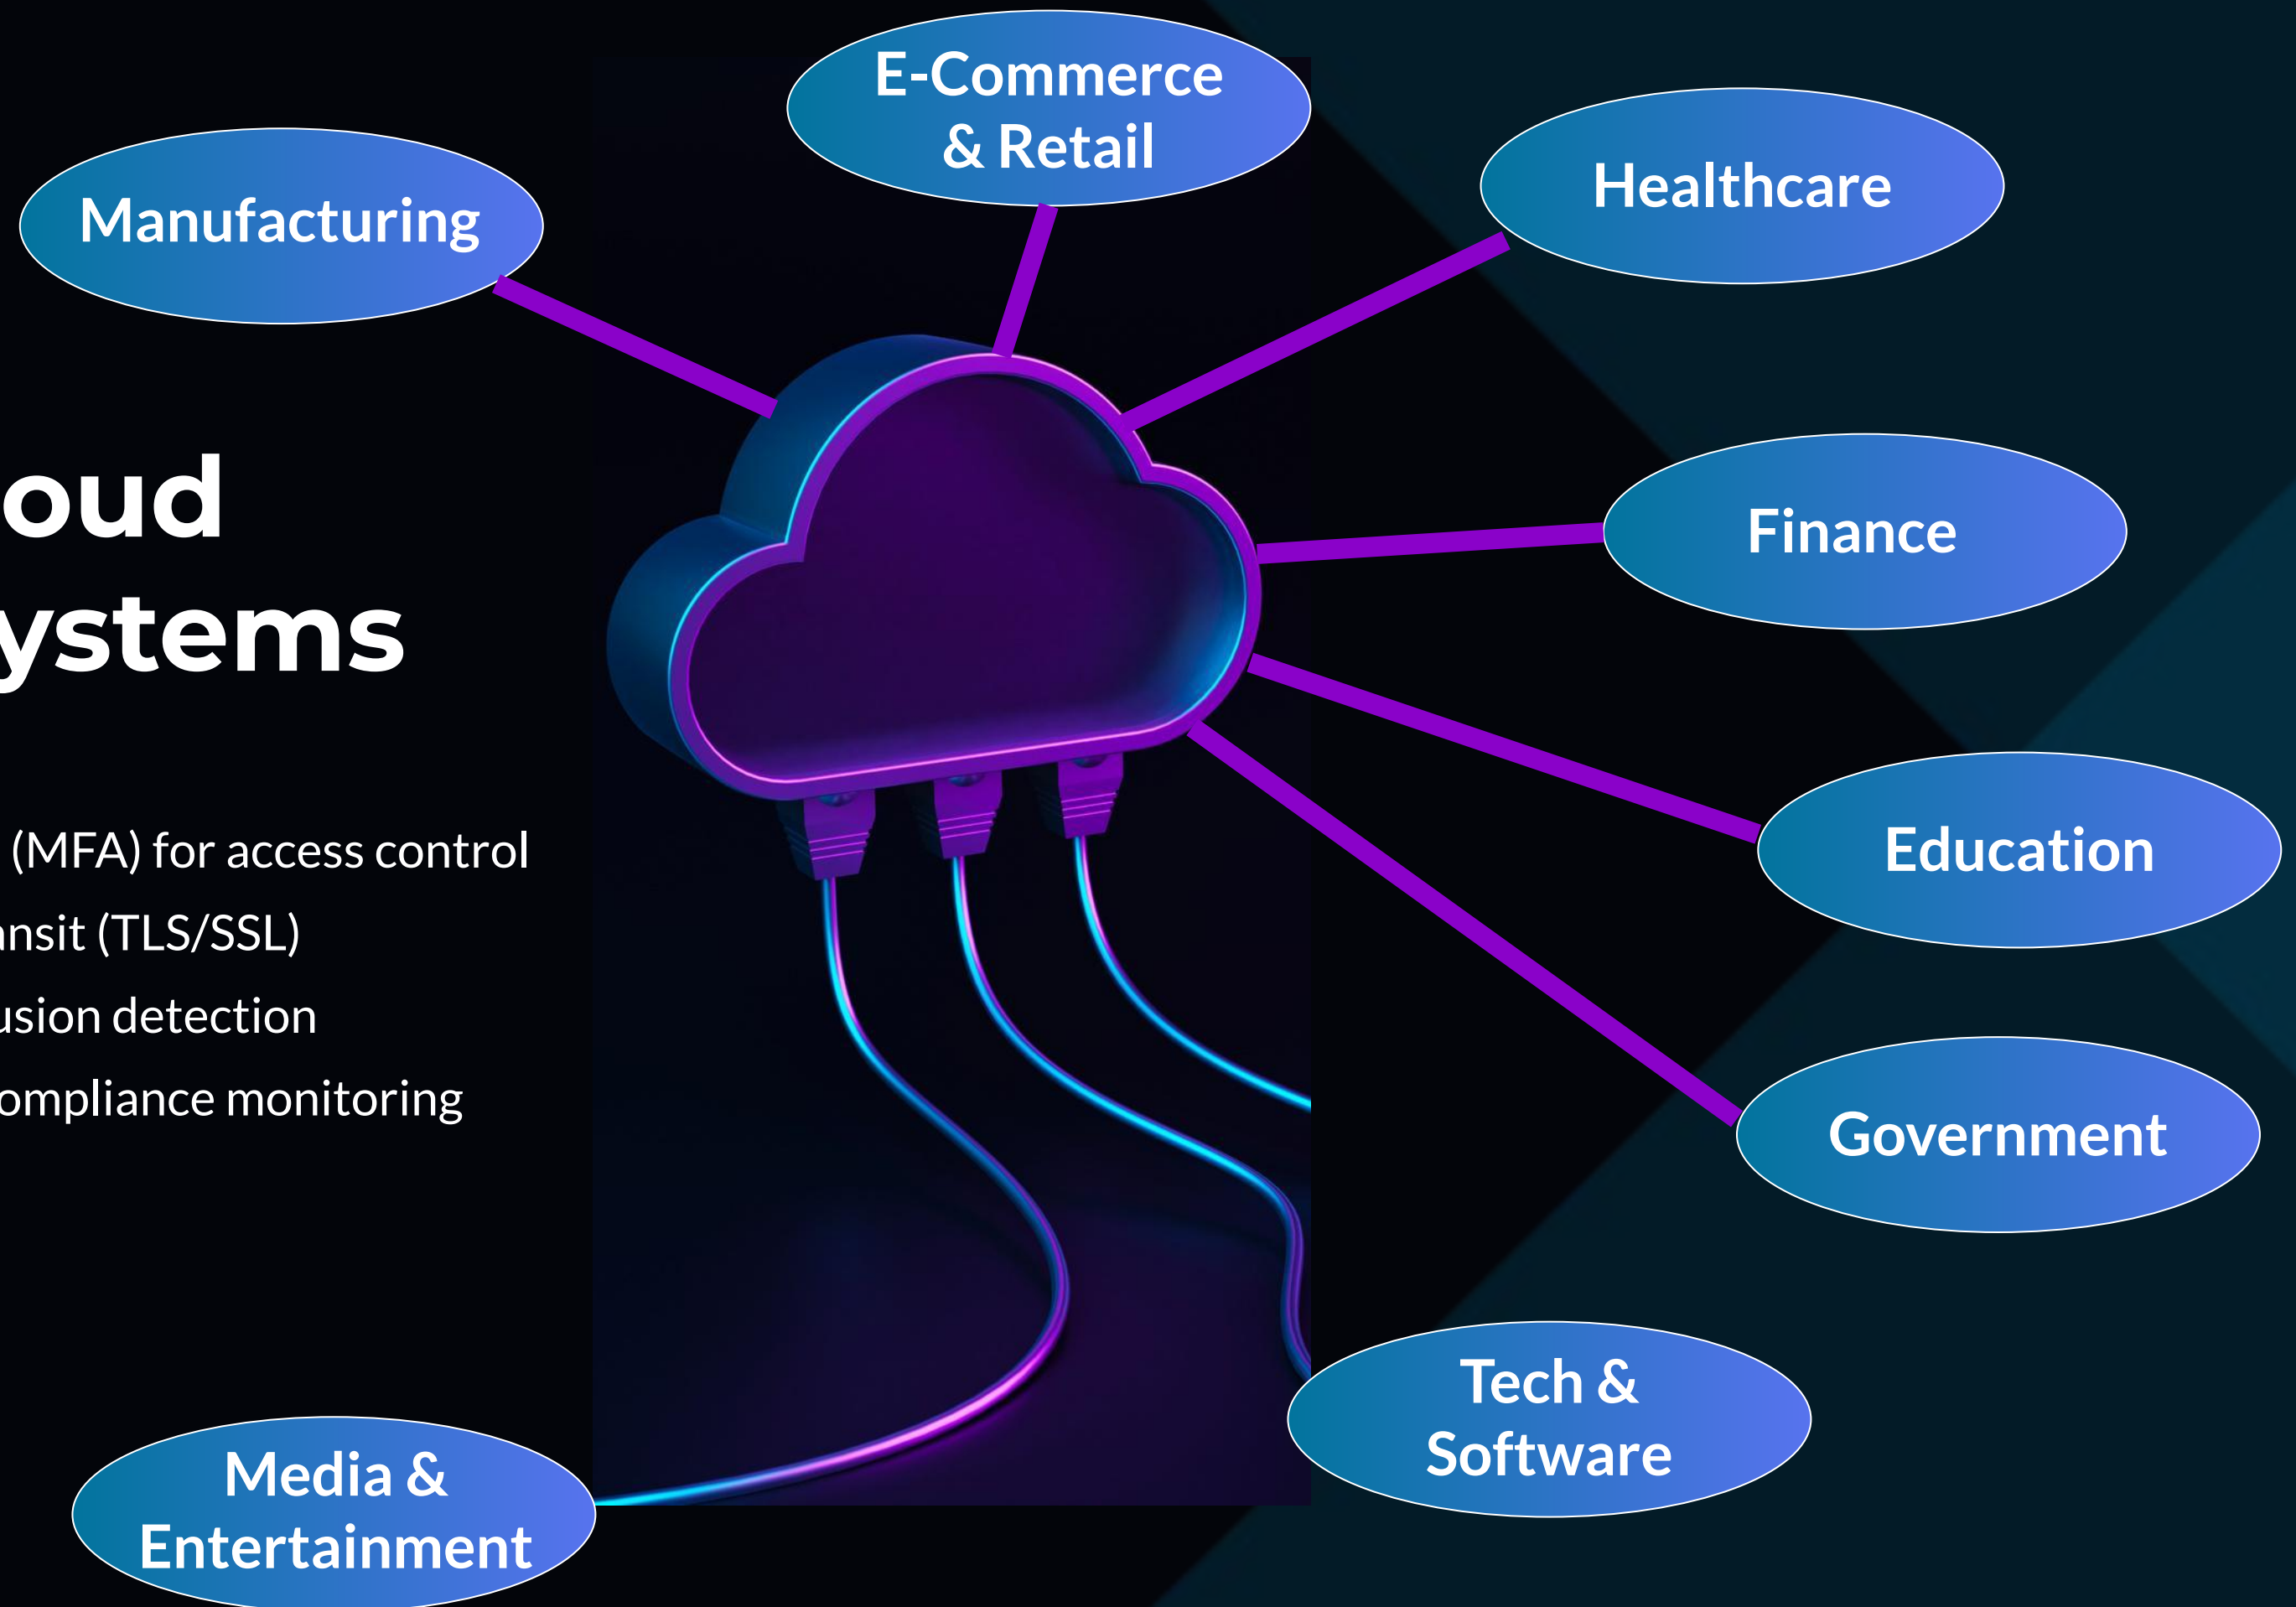 Manufacturing
E-Commerce
& Retail
Healthcare
Finance
Education
Government
Tech &
Software
Media &
Entertainment
oud
ystems
(MFA) for access control
ansit (TLS/SSL)
usion detection
ompliance monitoring